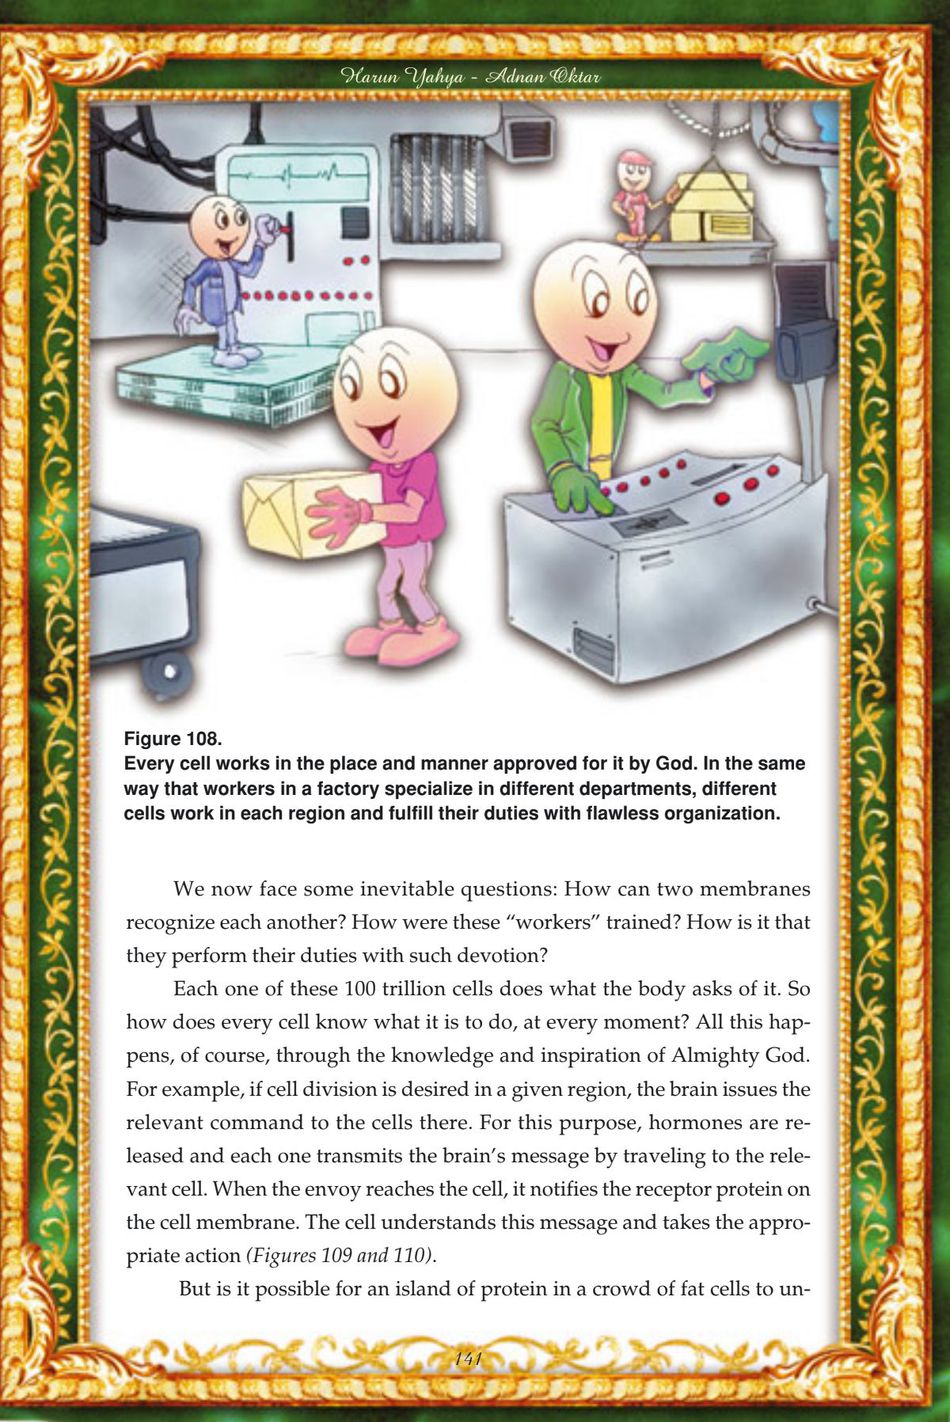 Harun Yahya - Adnan Oktar
Figure 108.
Every cell works in the place and manner approved for it by God. In the same
way that workers in a factory specialize in different departments, different
cells work in each region and fulfill their duties with flawless organization.
We now face some inevitable questions: How can two membranes
recognize each another? How were these “workers” trained? How is it that
they perform their duties with such devotion?
Each one of these 100 trillion cells does what the body asks of it. So
how does every cell know what it is to do, at every moment? All this hap-
pens, of course, through the knowledge and inspiration of Almighty God.
For example, if cell division is desired in a given region, the brain issues the
relevant command to the cells there. For this purpose, hormones are re-
leased and each one transmits the brain’s message by traveling to the rele-
vant cell. When the envoy reaches the cell, it notifies the receptor protein on
the cell membrane. The cell understands this message and takes the appro-
priate action (Figures 109 and 110).
But is it possible for an island of protein in a crowd of fat cells to un-
141